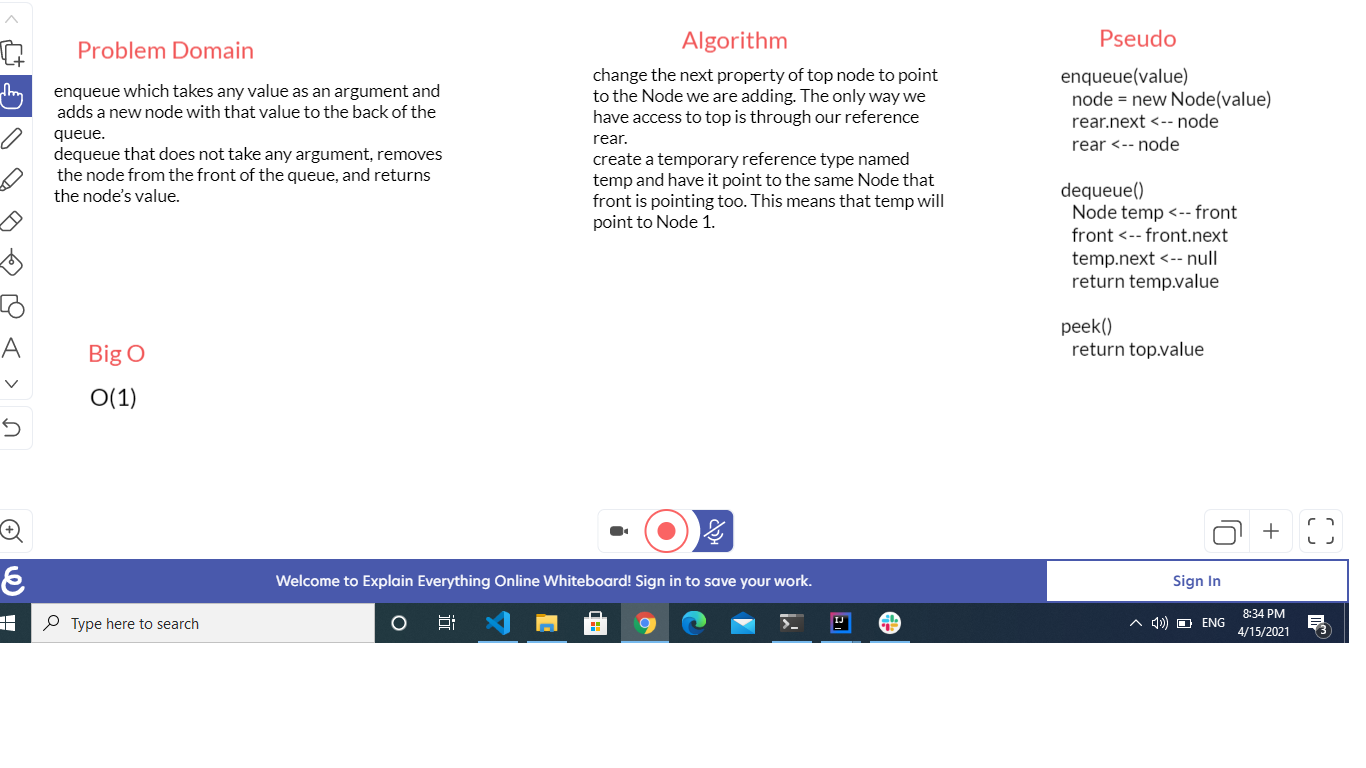 Problem Domain
enqueue which takes any value as an argument and
adds a new node with that value to the back of the
queue.
dequeue that does not take any argument, removes
the node from the front of the queue, and returns
the node’s value.
Big O
O(1)
Algorithm
change the next property of top node to point
to the Node we are adding. The only way we
have access to top is through our reference
rear.
create a temporary reference type named
temp and have it point to the same Node that
front is pointing too. This means that temp will
point to Node 1.
Pseudo
enqueue(value)
node = new Node(value)
rear.next <-- node
rear <-- node
dequeue()
Node temp <-- front
front <-- front.next
temp.next <-- null
return temp.value
peek()
return top.value
Welcome to Explain Everything Online Whiteboard! Sign in to save your work.
Sign In
Type here to search
ENG
8:34 PM
4/15/2021
3